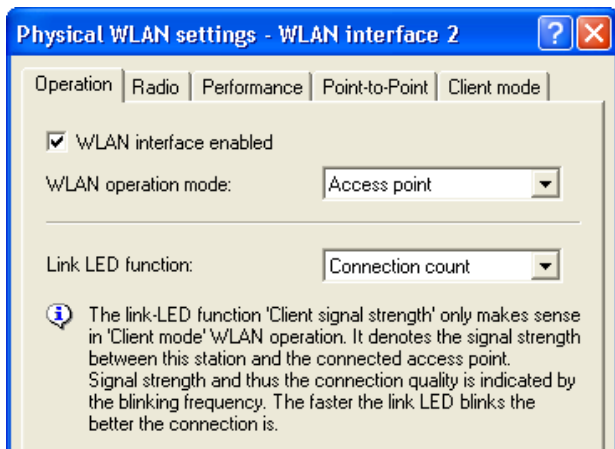 Physical WLAN settings - WLAN interface 2
Operation Radio Performance Point-to-Point Client mode
WLAN interface enabled
WLAN operation mode: Access point
Link LED function: Connection count
The link-LED function 'Client signal strength' only makes sense
in 'Client mode' WLAN operation. It denotes the signal strength
between this station and the connected access point.
Signal strength and thus the connection quality is indicated by
the blinking frequency. The faster the link LED blinks the
better the connection is.